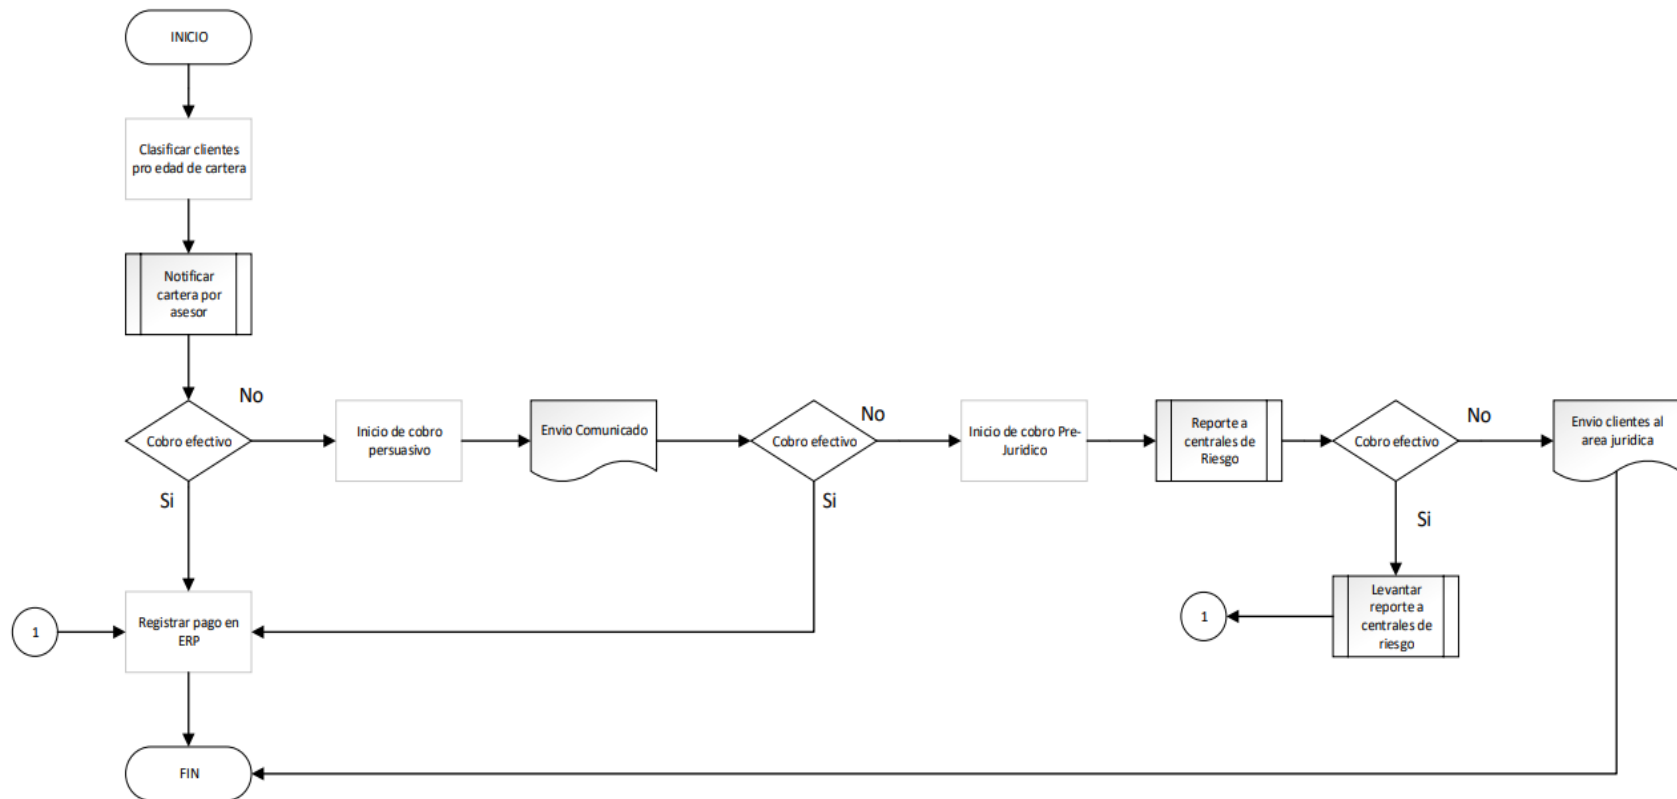 INICIO
Clasificar clientes
pro edad de cartera
Notificar
cartera por
asesor
No
Cobro efectivo
Si
Inicio de cobro
persuasivo
Envio Comunicado
Cobro efectivo
No
Si
Inicio de cobro Pre-
Juridico
Reporte a
centrales de
Riesgo
Cobro efectivo
No
Si
Envio clientes al
area juridica
Levantar
reporte a
centrales de
riesgo
1
1
Registrar pago en
ERP
FIN